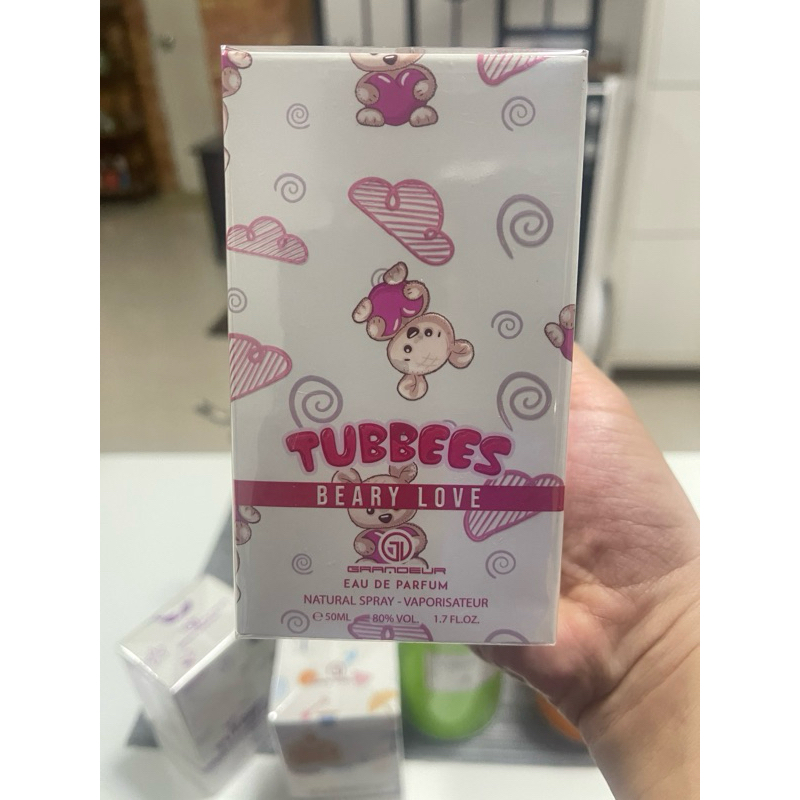 TUBBEES
BEARY LOVE
GRANDEUR
EAU DE PARFUM
NATURAL SPRAY - VAPORISATEUR
℮ 50ML 80% VOL. 1.7 FL.OZ.